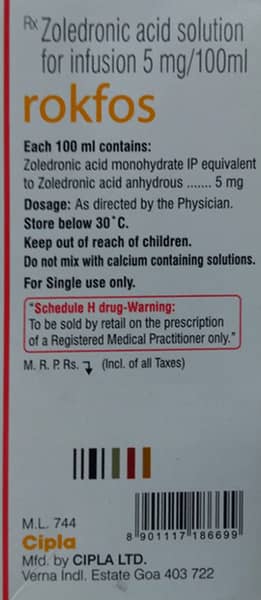 Rx Zoledronic acid solution
for infusion 5 mg/100ml
rokfos
Each 100 ml contains:
Zoledronic acid monohydrate IP equivalent
to Zoledronic acid anhydrous ....... 5 mg
Dosage: As directed by the Physician.
Store below 30˚C.
Keep out of reach of children.
Do not mix with calcium containing solutions.
For Single use only.
"Schedule H drug-Warning:
To be sold by retail on the prescription
of a Registered Medical Practitioner only."
M. R. P. Rs. (Incl. of all Taxes)
M.L. 744
8 901117 186699
Cipla
Mfd. by CIPLA LTD.
Verna Indl. Estate Goa 403 722